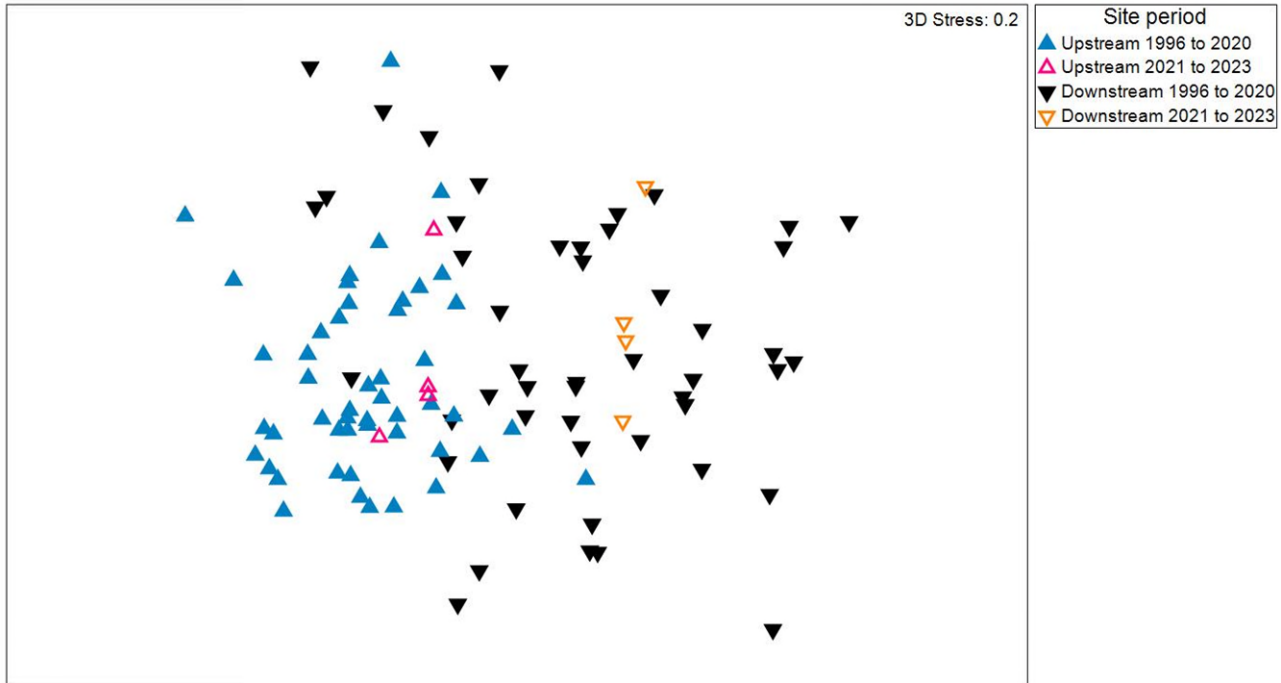 3D Stress: 0.2
Site period
Upstream 1996 to 2020
Upstream 2021 to 2023
Downstream 1996 to 2020
Downstream 2021 to 2023